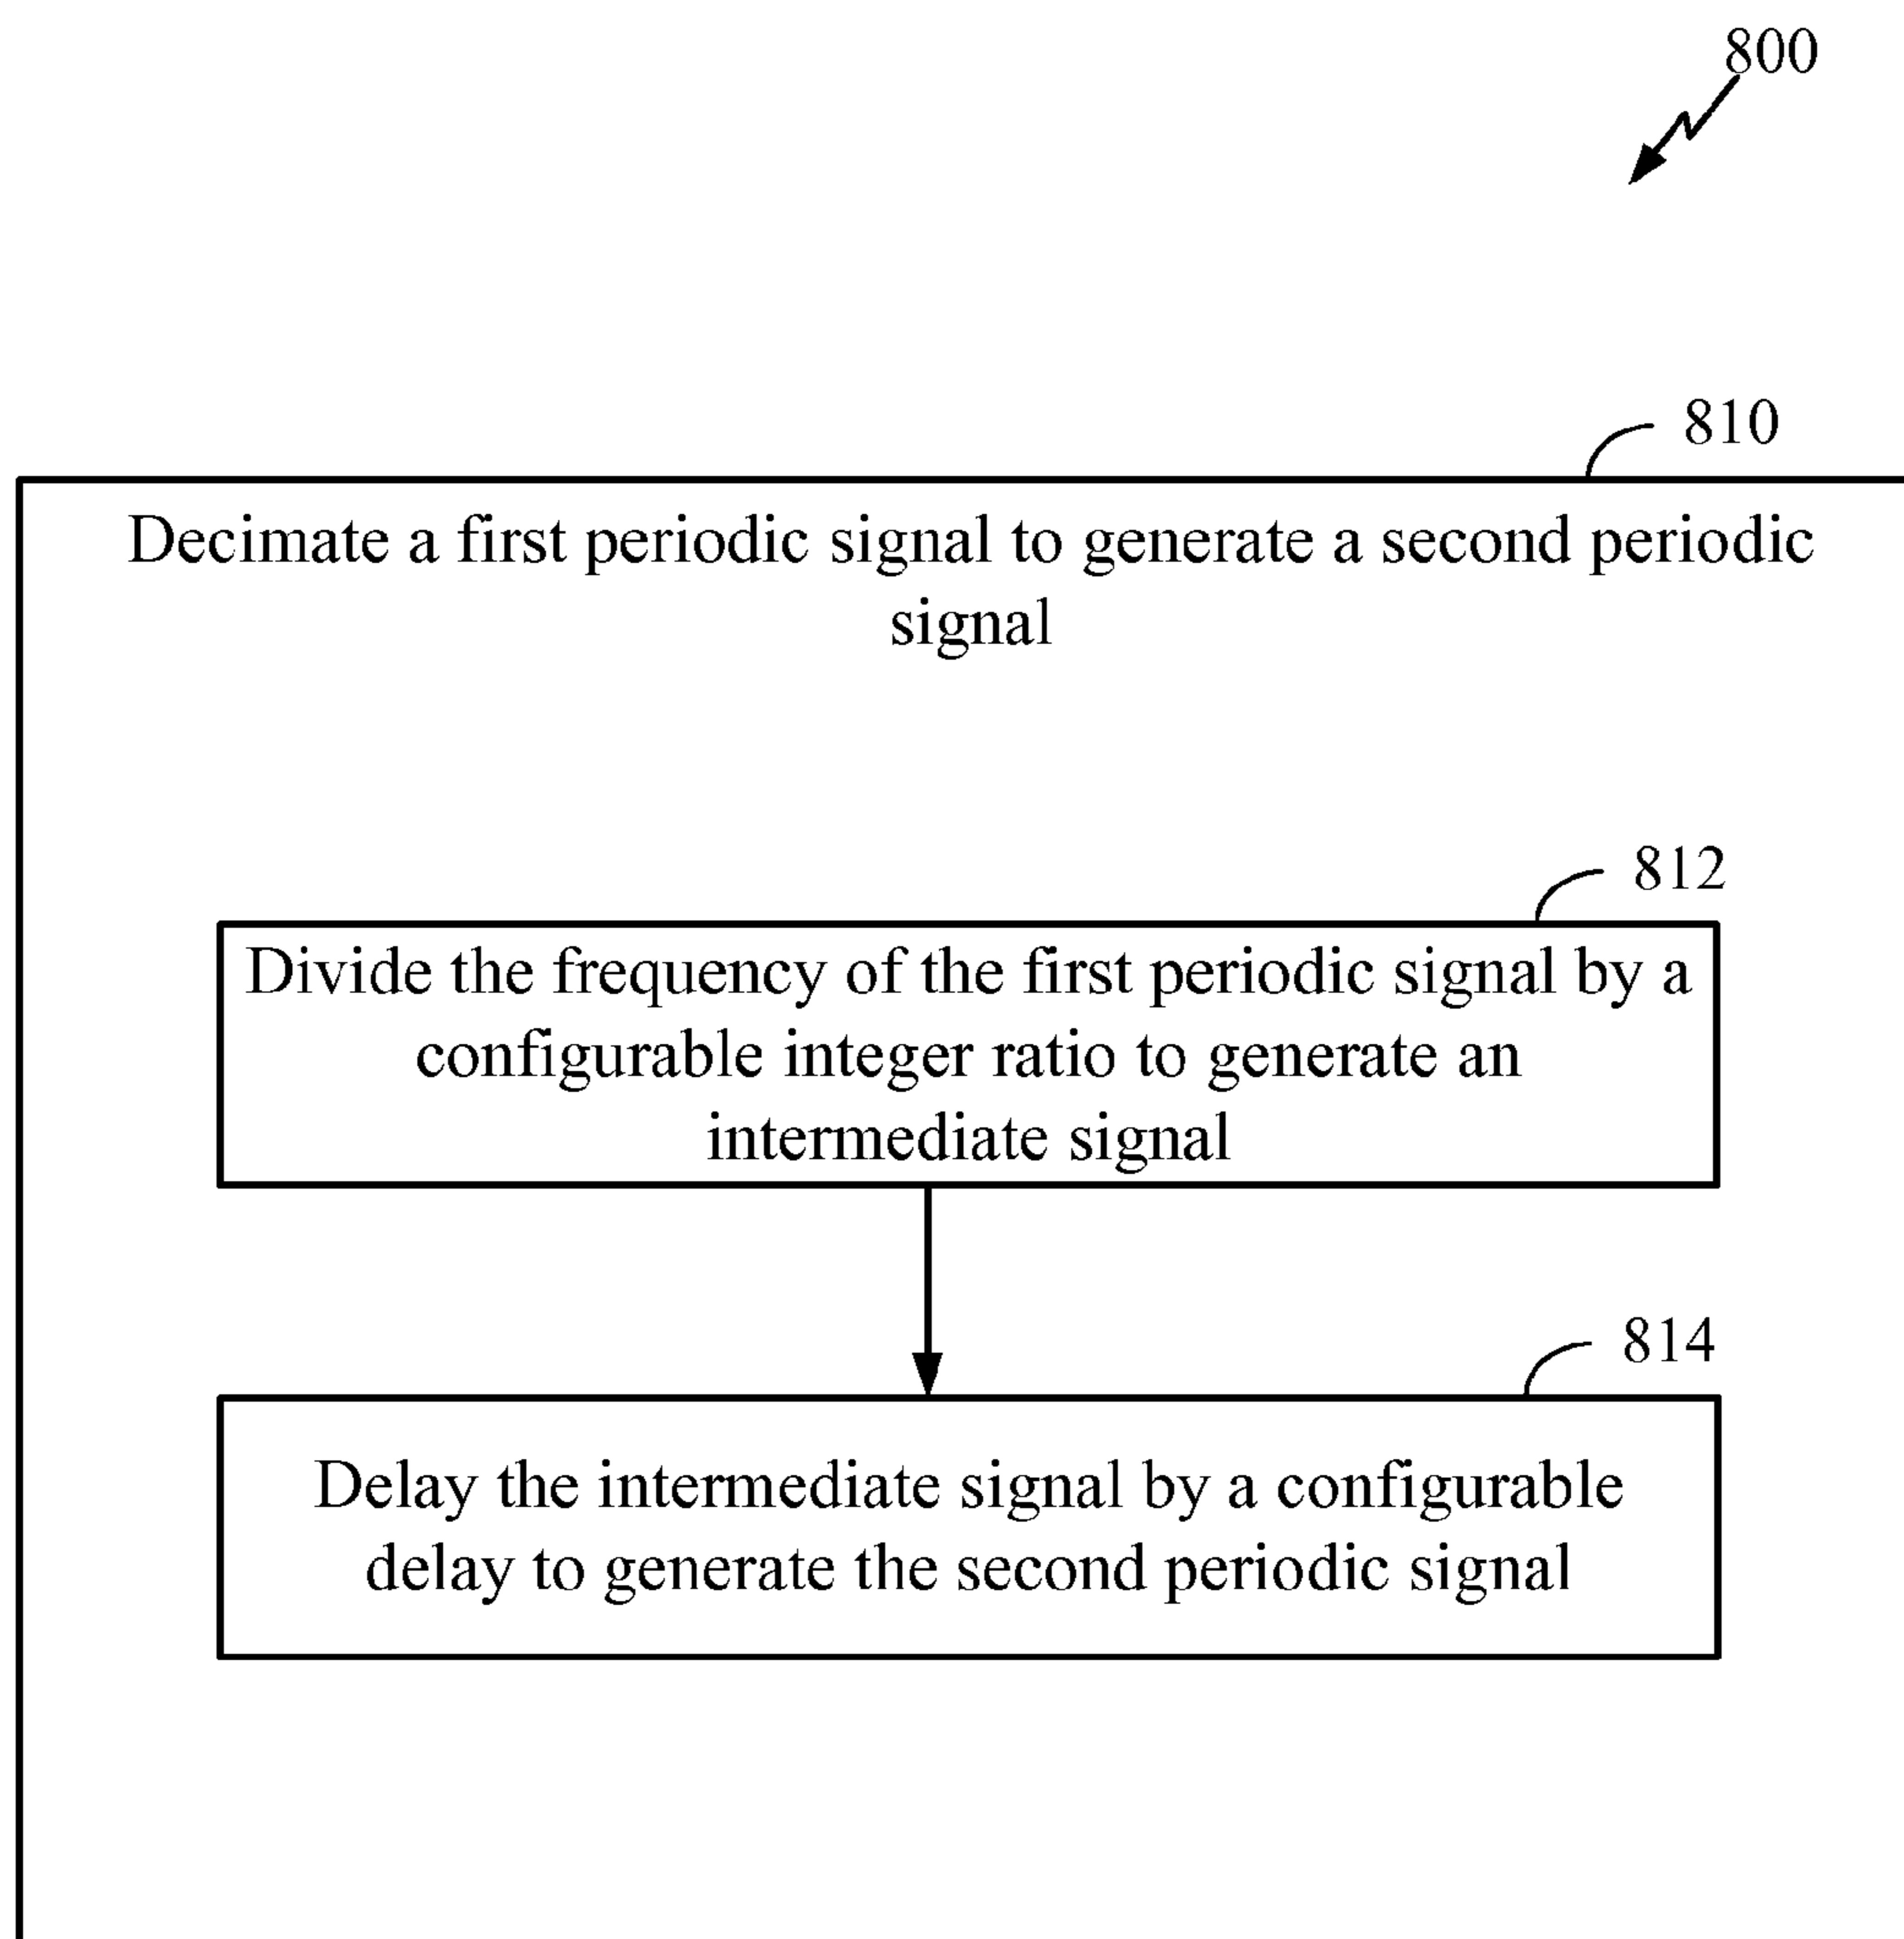 800
810
Decimate a first periodic signal to generate a second periodic
signal
812
Divide the frequency of the first periodic signal by a
configurable integer ratio to generate an
intermediate signal
814
Delay the intermediate signal by a configurable
delay to generate the second periodic signal